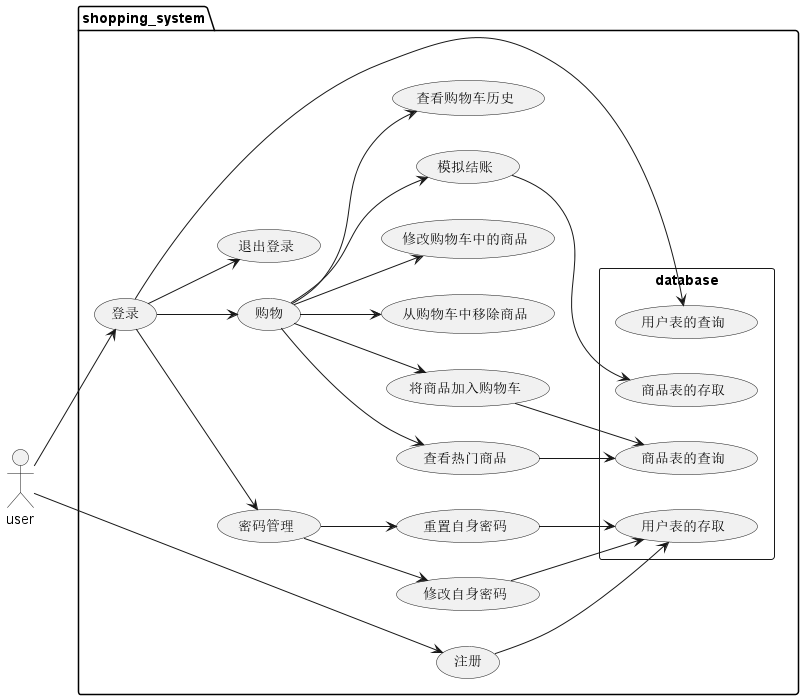 shopping_system
查看购物车历史
模拟结账
修改购物车中的商品
退出登录
database
从购物车中移除商品
登录
购物
用户表的查询
将商品加入购物车
商品表的存取
查看热门商品
商品表的查询
user
密码管理
重置自身密码
用户表的存取
修改自身密码
注册